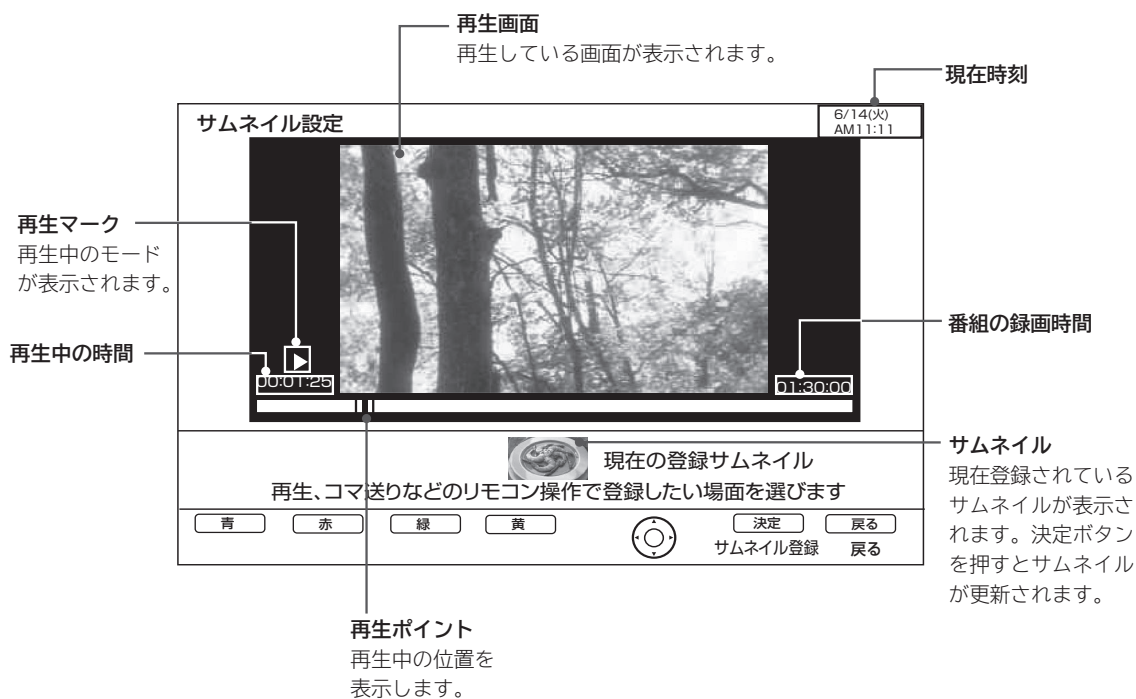 再生画面
再生している画面が表示されます。
現在時刻
サムネイル設定
6/14(火)
AM11:11
再生マーク
再生中のモード
が表示されます。
再生中の時間
00:01:25
01:30:00
番組の録画時間
現在の登録サムネイル
再生、コマ送りなどのリモコン操作で登録したい場面を選びます
青 赤 緑 黄 決定 戻る
サムネイル登録 戻る
サムネイル
現在登録されている
サムネイルが表示さ
れます。決定ボタン
を押すとサムネイル
が更新されます。
再生ポイント
再生中の位置を
表示します。